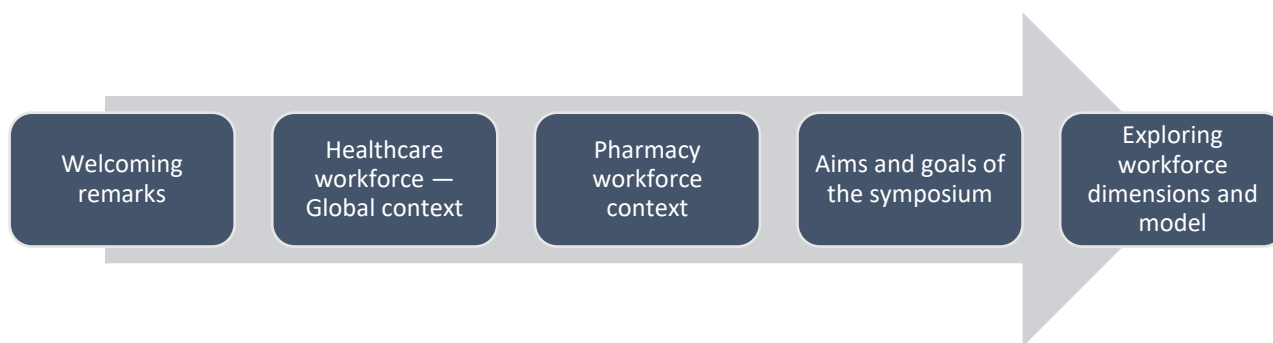 Welcoming
remarks
Healthcare
workforce —
Global context
Pharmacy
workforce
context
Aims and goals of
the symposium
Exploring
workforce
dimensions and
model